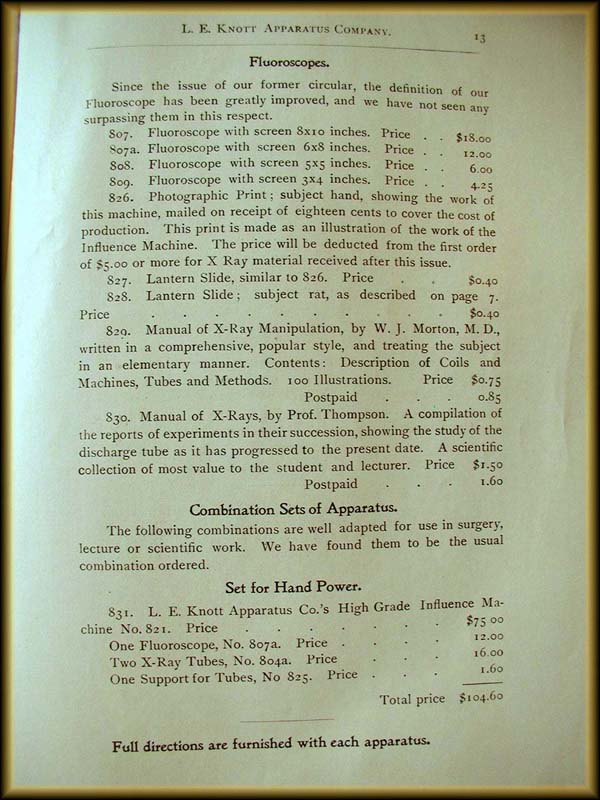 L. E. Knott Apparatus Company. 13
Fluoroscopes.
Since the issue of our former circular, the definition of our
Fluoroscope has been greatly improved, and we have not seen any
surpassing them in this respect.
807. Fluoroscope with screen 8x10 inches. Price . . $18.00
807a. Fluoroscope with screen 6x8 inches. Price . . 12.00
808. Fluoroscope with screen 5x5 inches. Price . . 6.00
809. Fluoroscope with screen 3x4 inches. Price . . 4.25
826. Photographic Print; subject hand, showing the work of
this machine, mailed on receipt of eighteen cents to cover the cost of
production. This print is made as an illustration of the work of the
Influence Machine. The price will be deducted from the first order
of $5.00 or more for X Ray material received after this issue.
827. Lantern Slide, similar to 826. Price . . $0.40
828. Lantern Slide; subject rat, as described on page 7.
Price . . . . . . . . . . $0.40
829. Manual of X-Ray Manipulation, by W. J. Morton, M. D.,
written in a comprehensive, popular style, and treating the subject
in an elementary manner. Contents: Description of Coils and
Machines, Tubes and Methods. 100 Illustrations. Price $0.75
Postpaid . . . 0.85
830. Manual of X-Rays, by Prof. Thompson. A compilation of
the reports of experiments in their succession, showing the study of the
discharge tube as it has progressed to the present date. A scientific
collection of most value to the student and lecturer. Price $1.50
Postpaid . . . 1.60
Combination Sets of Apparatus.
The following combinations are well adapted for use in surgery,
lecture or scientific work. We have found them to be the usual
combination ordered.
Set for Hand Power.
831. L. E. Knott Apparatus Co.'s High Grade Influence Ma-
chine No. 821. Price . . . . . . . $75 00
One Fluoroscope, No. 807a. Price . . . . 12.00
Two X-Ray Tubes, No. 804a. Price . . . 16.00
One Support for Tubes, No 825. Price . . . 1.60
Total price $104.60
Full directions are furnished with each apparatus.